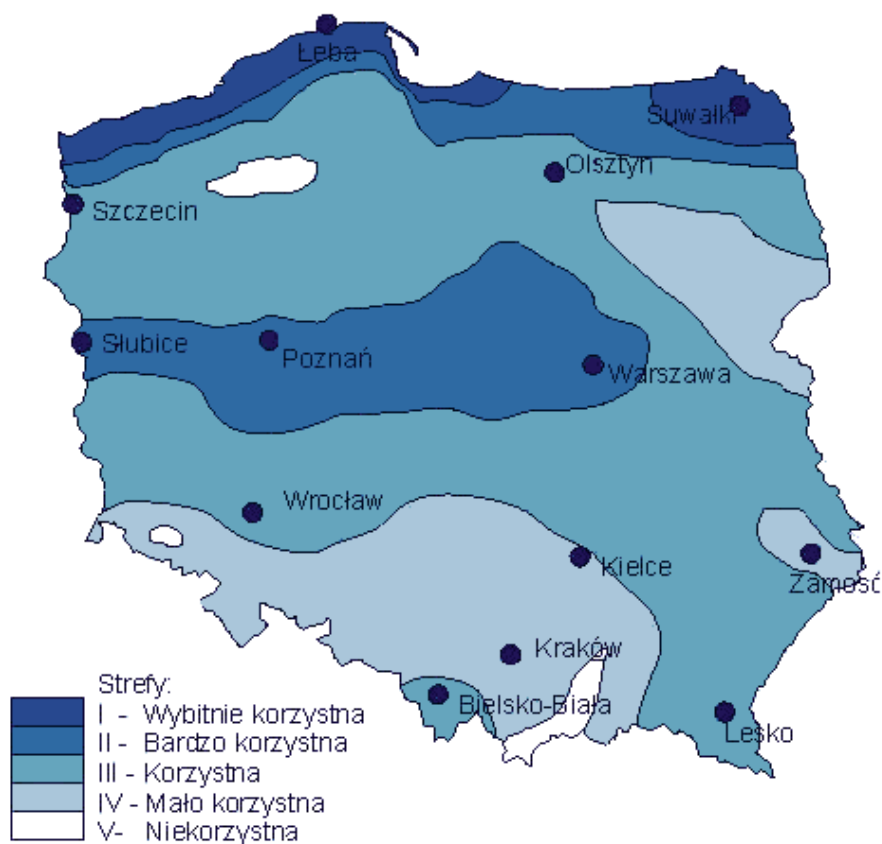 Łeba
Suwałki
Olsztyn
Szczecin
Słubice
Poznań
Warszawa
Wrocław
Kielce
Zamość
Kraków
Bielsko-Biała
Lesko
Strefy:
I - Wybitnie korzystna
II - Bardzo korzystna
III - Korzystna
IV - Mało korzystna
V- Niekorzystna